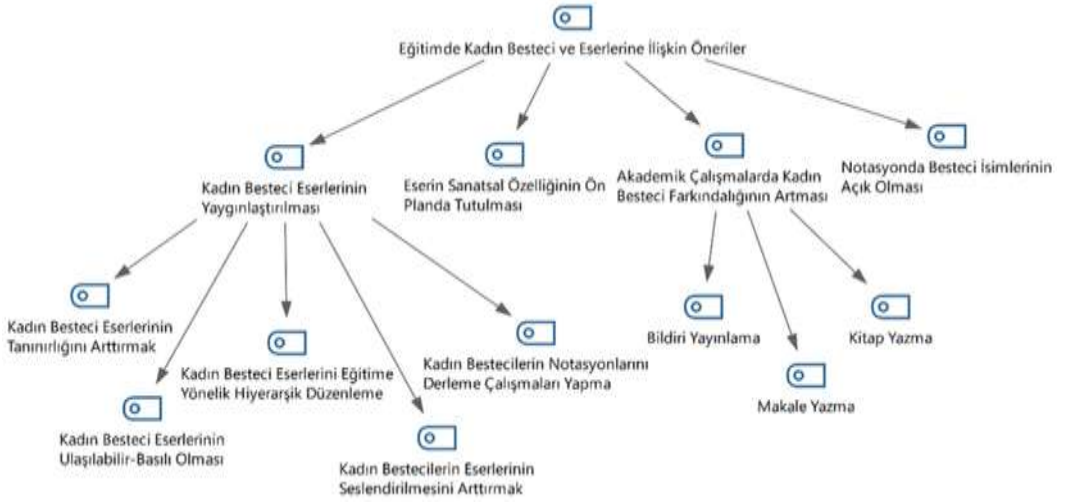 Eğitimde Kadın Besteci ve Eserlerine İlişkin Öneriler
Kadın Besteci Eserlerinin
Yaygınlaştırılması
Eserin Sanatsal Özelliğinin Ön
Planda Tutulması
Akademik Çalışmalarda Kadın
Besteci Farkındalığının Artması
Notasyonda Besteci İsimlerinin
Açık Olması
Kadın Besteci Eserlerinin
Tanınırlığını Arttırmak
Kadın Besteci Eserlerinin
Ulaşılabilir-Basılı Olması
Kadın Besteci Eserlerini Eğitime
Yönelik Hiyerarşik Düzenleme
Kadın Bestecilerin Eserlerinin
Seslendirilmesini Arttırmak
Kadın Bestecilerin Notasyonlarını
Derleme Çalışmaları Yapma
Bildiri Yayınlama
Makale Yazma
Kitap Yazma